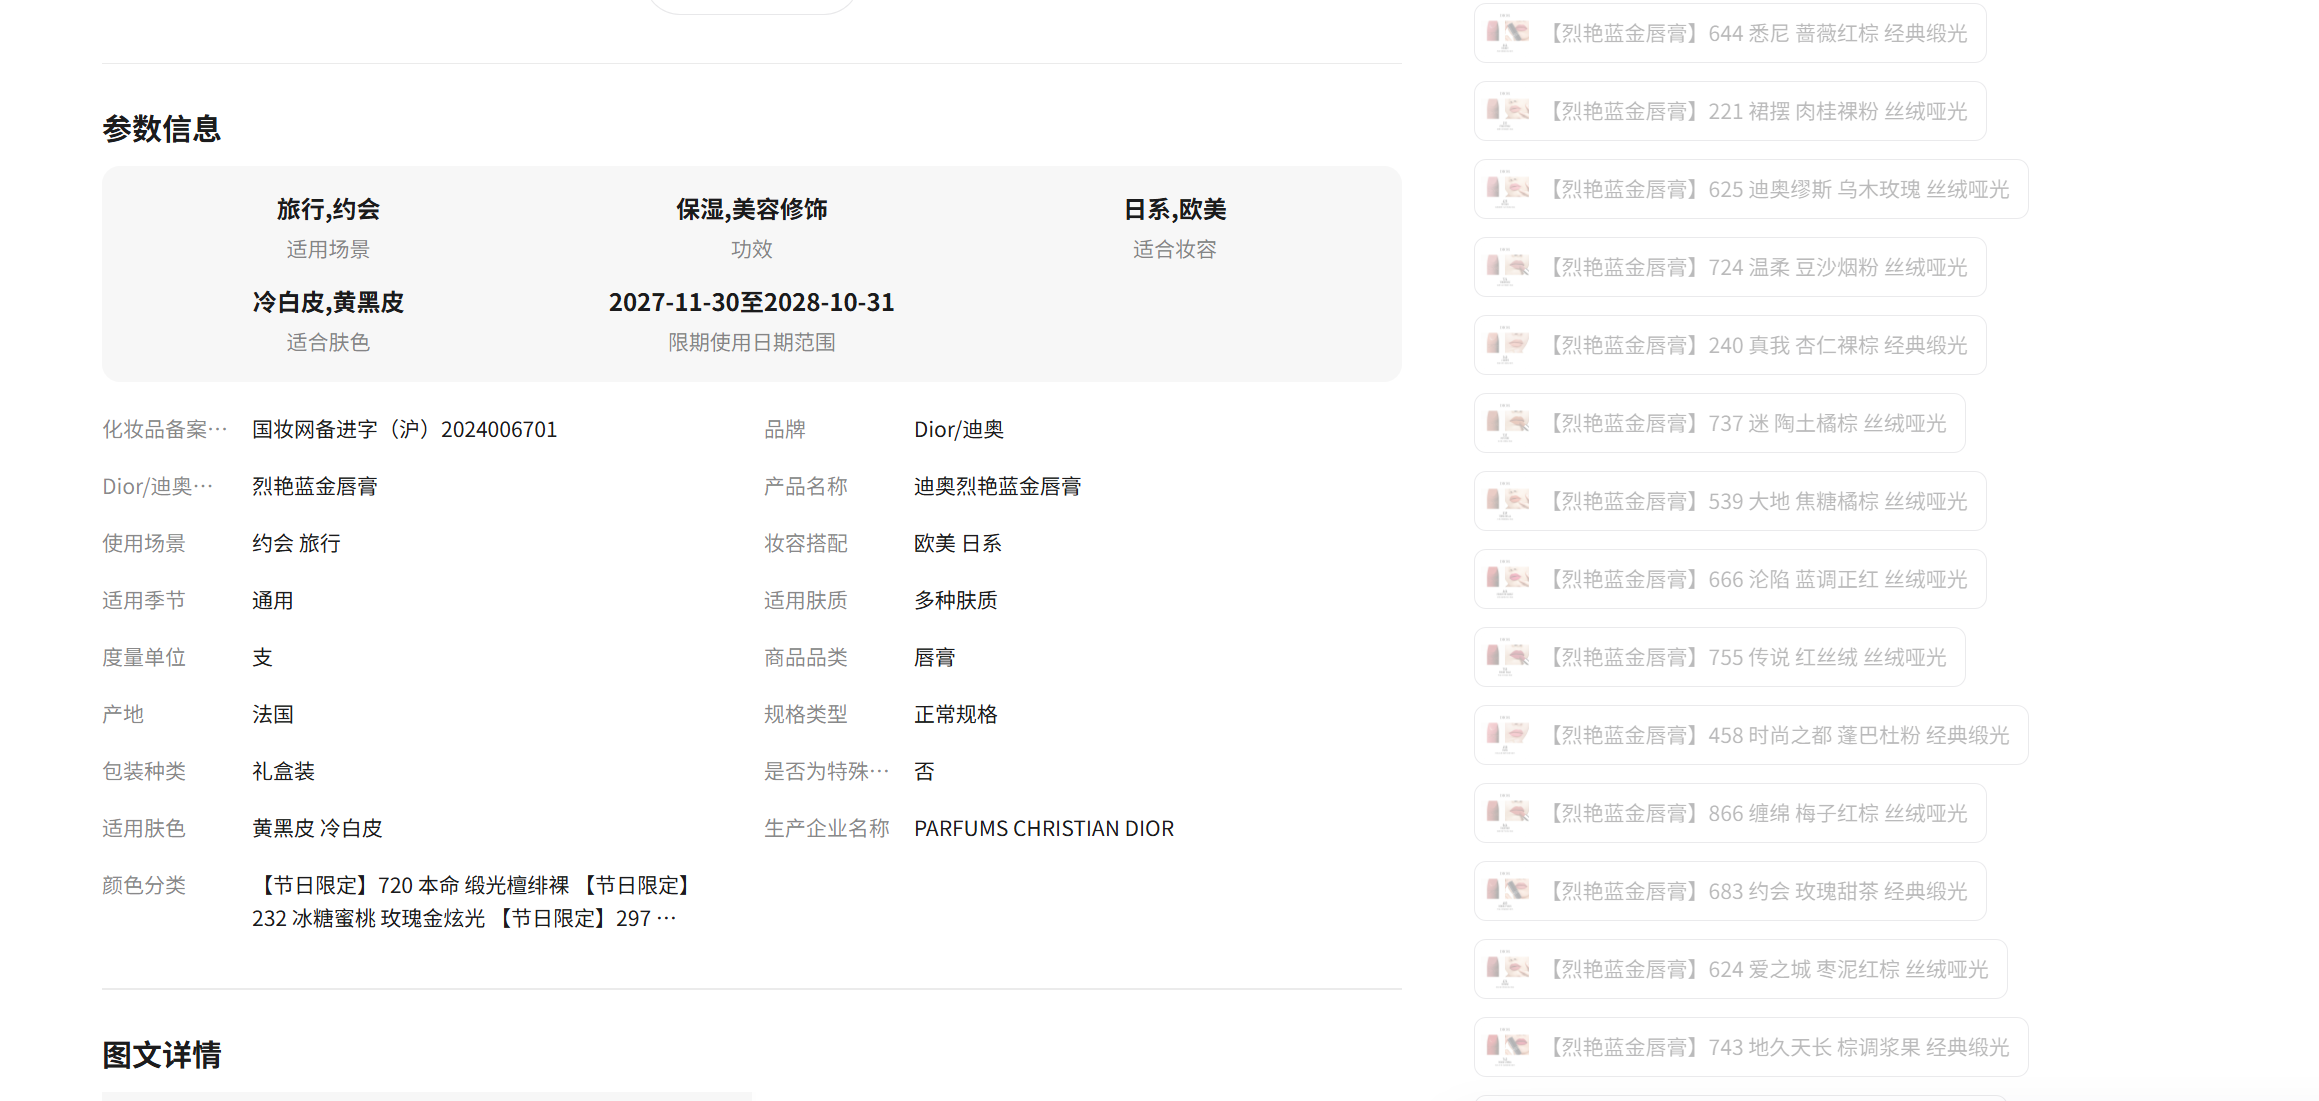 参数信息
旅行,约会
适用场景
保湿,美容修饰
功效
日系,欧美
适合妆容
冷白皮,黄黑皮
适合肤色
2027-11-30至2028-10-31
限期使用日期范围
化妆品备案… 国妆网备进字（沪）2024006701
品牌 Dior/迪奥
Dior/迪奥… 烈艳蓝金唇膏
产品名称 迪奥烈艳蓝金唇膏
使用场景 约会 旅行
妆容搭配 欧美 日系
适用季节 通用
适用肤质 多种肤质
度量单位 支
商品品类 唇膏
产地 法国
规格类型 正常规格
包装种类 礼盒装
是否为特殊… 否
适用肤色 黄黑皮 冷白皮
生产企业名称 PARFUMS CHRISTIAN DIOR
颜色分类 【节日限定】720 本命 缎光檀绯裸 【节日限定】
232 冰糖蜜桃 玫瑰金炫光 【节日限定】297 …
图文详情
【烈艳蓝金唇膏】644 悉尼 蔷薇红棕 经典缎光
【烈艳蓝金唇膏】221 裙摆 肉桂裸粉 丝绒哑光
【烈艳蓝金唇膏】625 迪奥缪斯 乌木玫瑰 丝绒哑光
【烈艳蓝金唇膏】724 温柔 豆沙烟粉 丝绒哑光
【烈艳蓝金唇膏】240 真我 杏仁裸棕 经典缎光
【烈艳蓝金唇膏】737 迷 陶土橘棕 丝绒哑光
【烈艳蓝金唇膏】539 大地 焦糖橘棕 丝绒哑光
【烈艳蓝金唇膏】666 沦陷 蓝调正红 丝绒哑光
【烈艳蓝金唇膏】755 传说 红丝绒 丝绒哑光
【烈艳蓝金唇膏】458 时尚之都 蓬巴杜粉 经典缎光
【烈艳蓝金唇膏】866 缠绵 梅子红棕 丝绒哑光
【烈艳蓝金唇膏】683 约会 玫瑰甜茶 经典缎光
【烈艳蓝金唇膏】624 爱之城 枣泥红棕 丝绒哑光
【烈艳蓝金唇膏】743 地久天长 棕调浆果 经典缎光